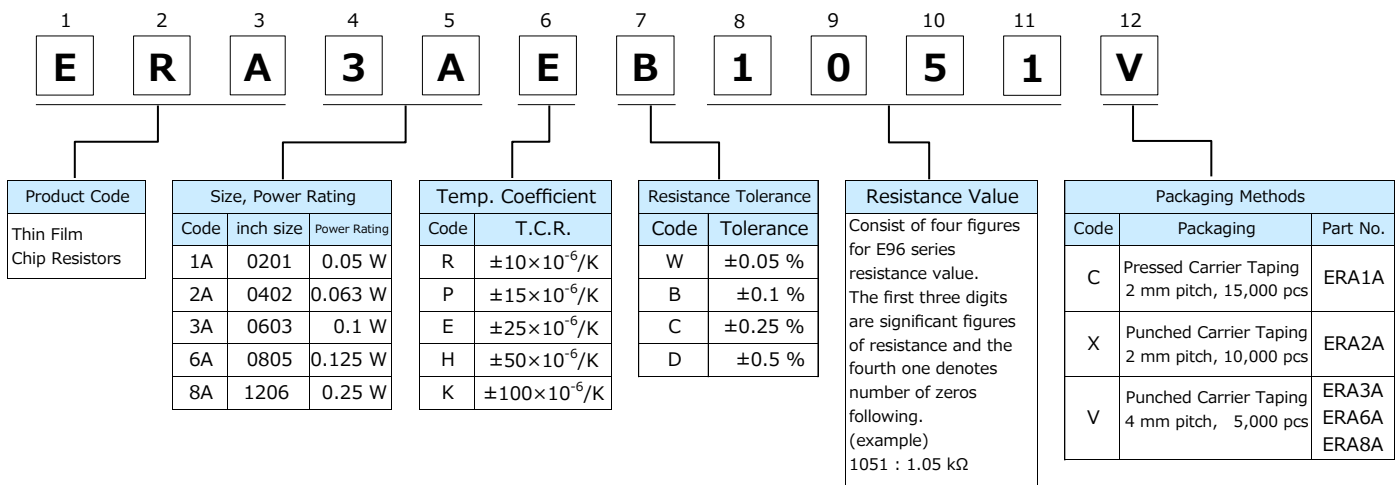 1 2 3 4 5 6 7 8 9 10 11 12
E R A 3 A E B 1 0 5 1 V
Product Code
Thin Film
Chip Resistors
Size, Power Rating
Code inch size Power Rating
1A 0201 0.05 W
2A 0402 0.063 W
3A 0603 0.1 W
6A 0805 0.125 W
8A 1206 0.25 W
Temp. Coefficient
Code T.C.R.
R ±10×10⁻⁶/K
P ±15×10⁻⁶/K
E ±25×10⁻⁶/K
H ±50×10⁻⁶/K
K ±100×10⁻⁶/K
Resistance Tolerance
Code Tolerance
W ±0.05 %
B ±0.1 %
C ±0.25 %
D ±0.5 %
Resistance Value
Consist of four figures
for E96 series
resistance value.
The first three digits
are significant figures
of resistance and the
fourth one denotes
number of zeros
following.
(example)
1051 : 1.05 kΩ
Packaging Methods
Code Packaging Part No.
C Pressed Carrier Taping
2 mm pitch, 15,000 pcs ERA1A
X Punched Carrier Taping
2 mm pitch, 10,000 pcs ERA2A
V Punched Carrier Taping
4 mm pitch, 5,000 pcs ERA3A
ERA6A
ERA8A